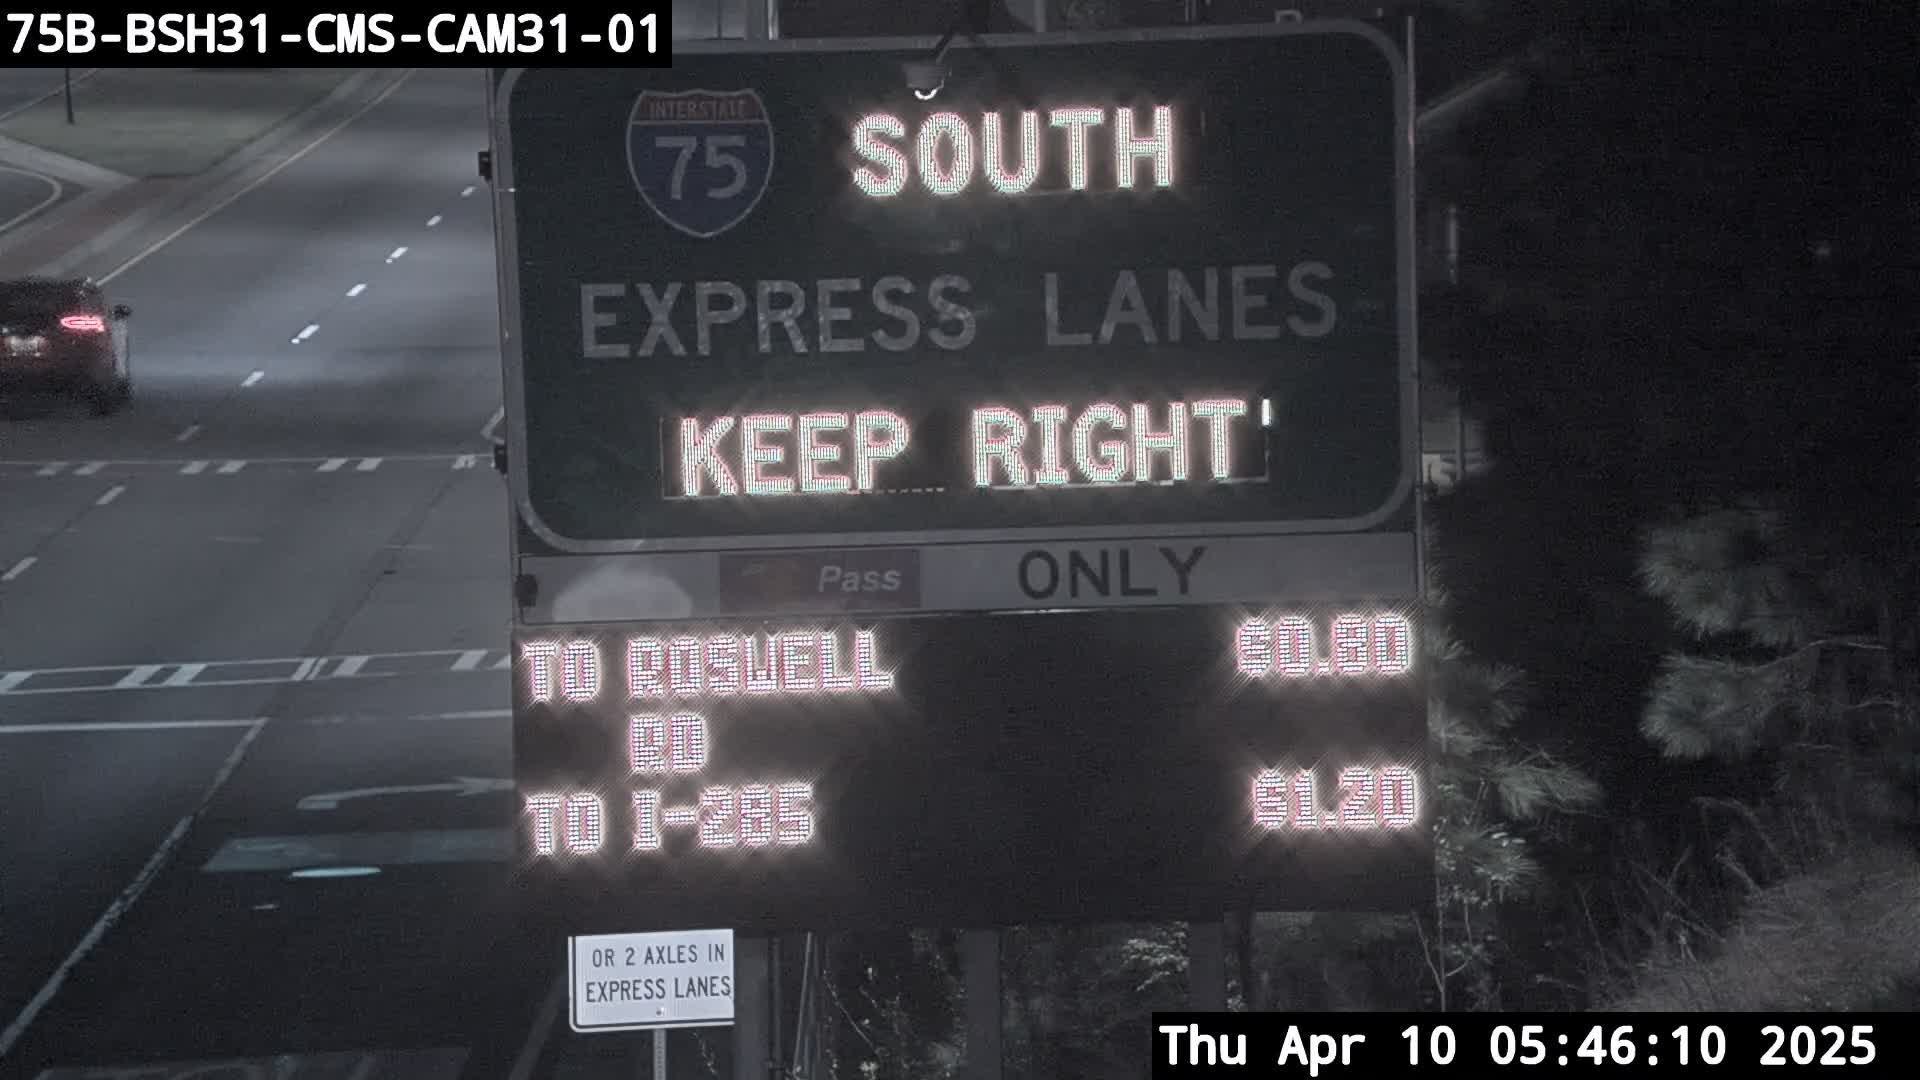 75B-BSH31-CMS-CAM31-01
INTERSTATE
75
SOUTH
EXPRESS LANES
KEEP RIGHT
Pass ONLY
TO ROSWELL $0.80
RD
TO I-285 $1.20
OR 2 AXLES IN
EXPRESS LANES
Thu Apr 10 05:46:10 2025